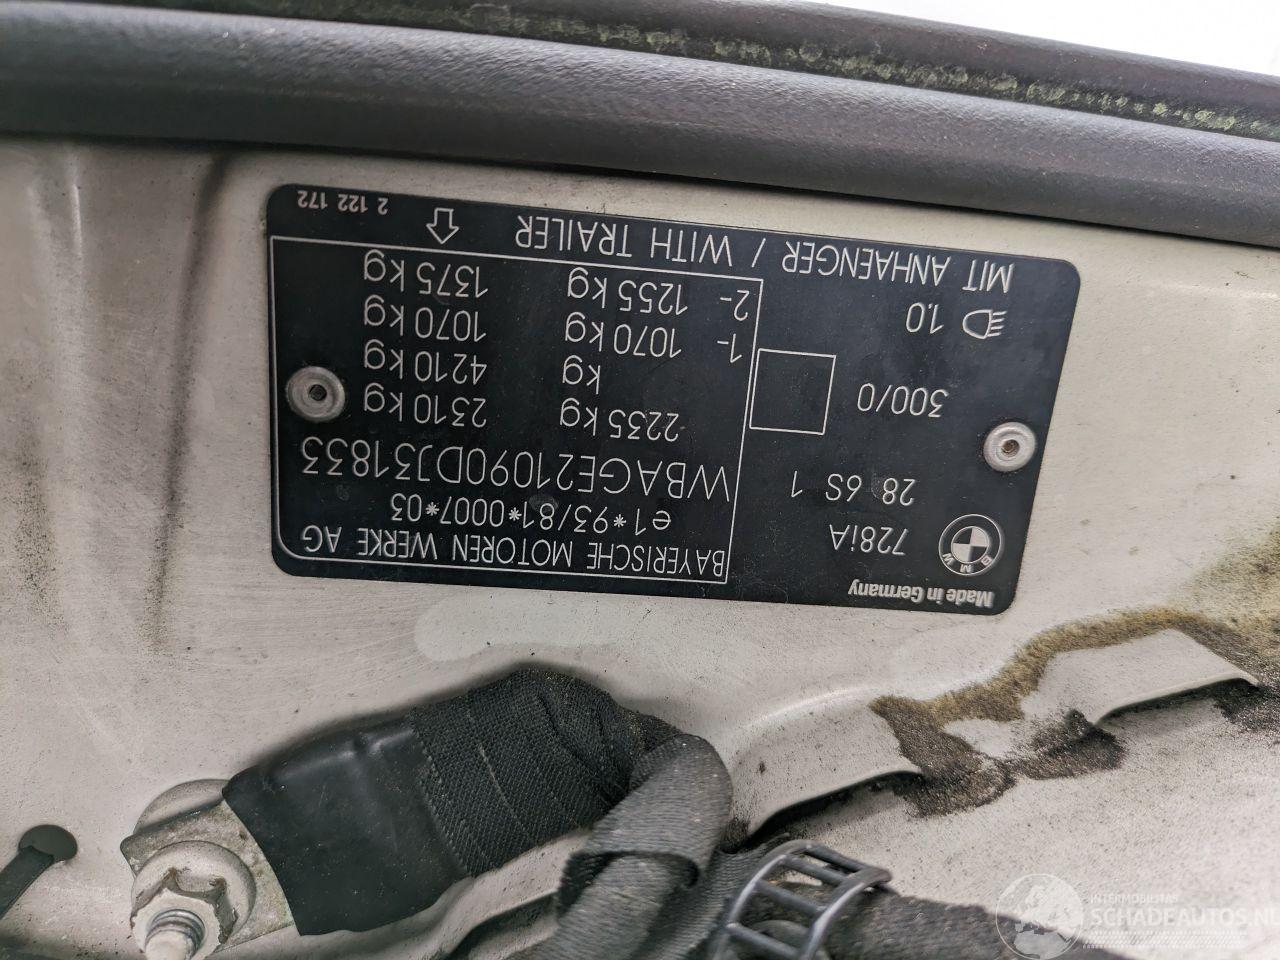 Made in Germany
BMW
728iA
28 6S 1
300/0
1.0
BAYERISCHE MOTOREN WERKE AG
e1*93/81*0007*03
WBAGE21090DJ31833
2235 kg 2310 kg
kg 4210 kg
1- 1070 kg 1070 kg
2- 1255 kg 1375 kg
MIT ANHAENGER / WITH TRAILER
2 122 172
INTERMOBILITAS
SCHADEAUTOS.NL